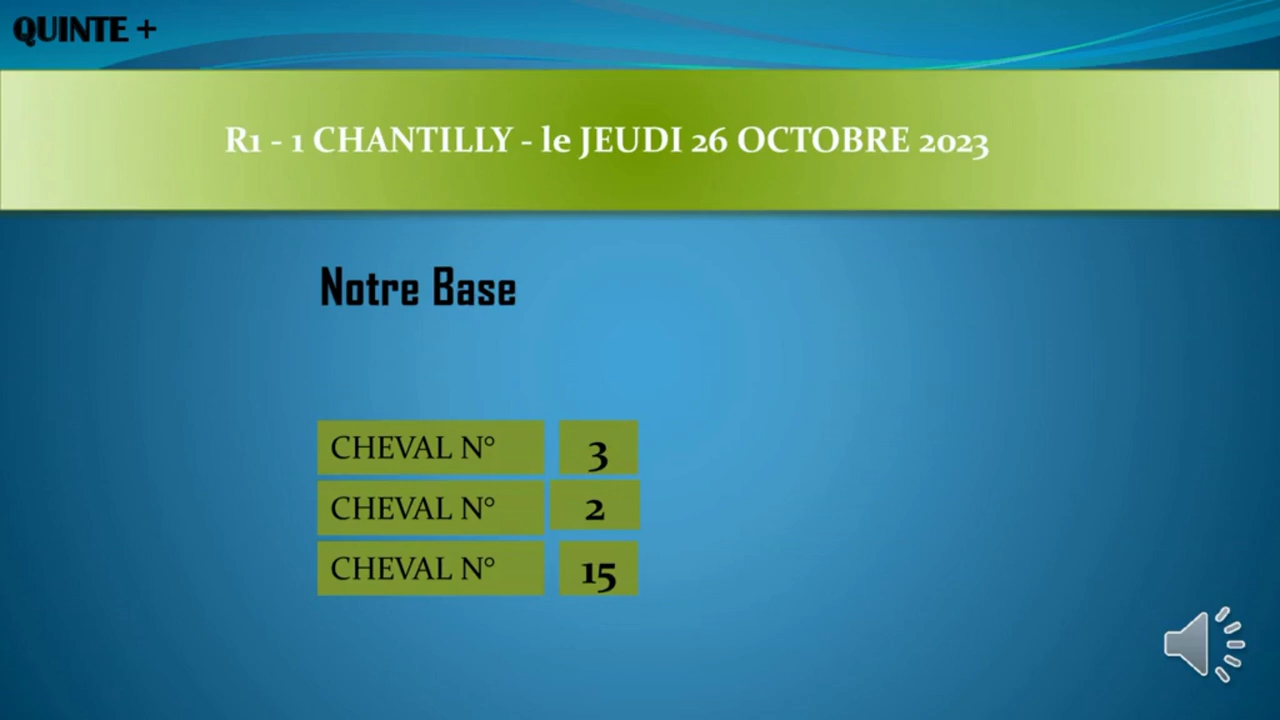 QUINTE +
R1 - 1 CHANTILLY - le JEUDI 26 OCTOBRE 2023
Notre Base
CHEVAL N° 3
CHEVAL N° 2
CHEVAL N° 15